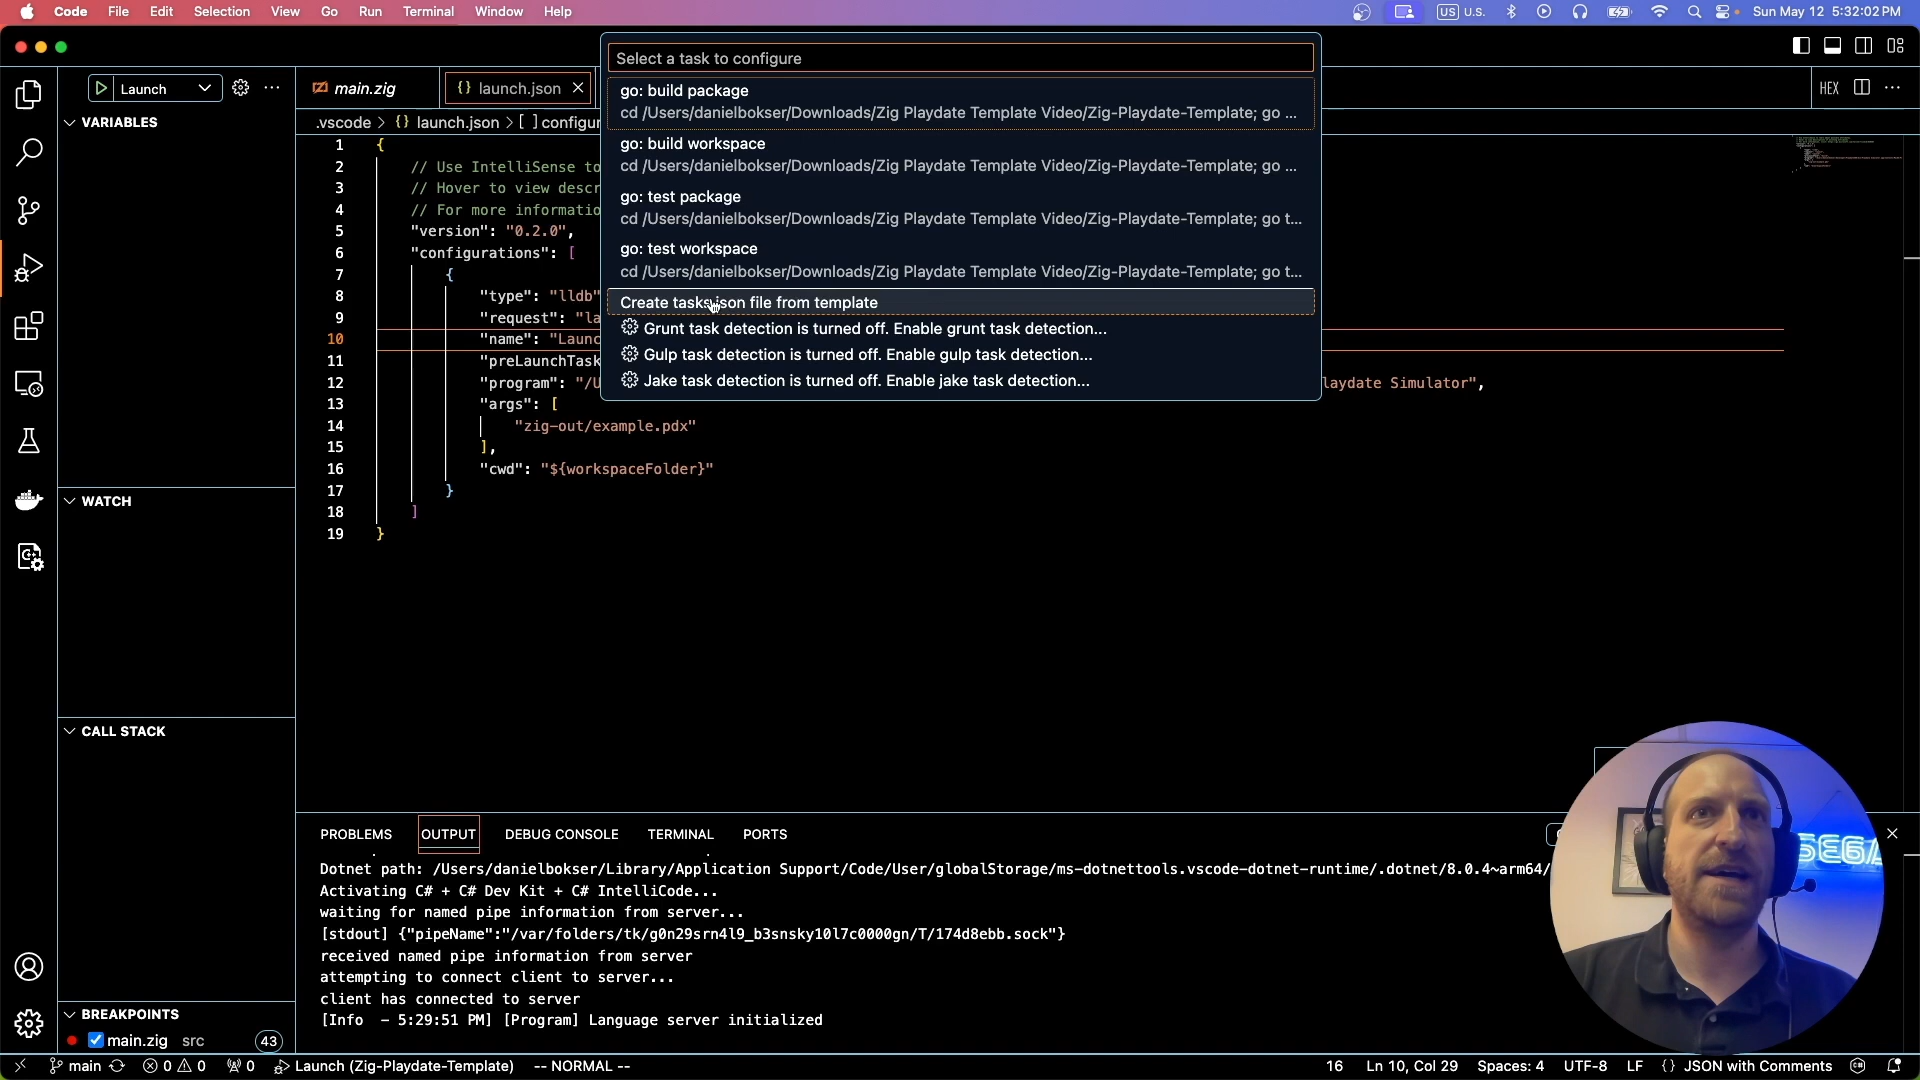 Code File Edit Selection View Go Run Terminal Window Help
US U.S. Sun May 12 5:32:02 PM
Launch
main.zig
{} launch.json
HEX
.vscode > {} launch.json > [ ] configur
Select a task to configure
go: build package
cd /Users/danielbokser/Downloads/Zig Playdate Template Video/Zig-Playdate-Template; go ...
go: build workspace
cd /Users/danielbokser/Downloads/Zig Playdate Template Video/Zig-Playdate-Template; go ...
go: test package
cd /Users/danielbokser/Downloads/Zig Playdate Template Video/Zig-Playdate-Template; go t...
go: test workspace
cd /Users/danielbokser/Downloads/Zig Playdate Template Video/Zig-Playdate-Template; go t...
Create tasks.json file from template
Grunt task detection is turned off. Enable grunt task detection...
Gulp task detection is turned off. Enable gulp task detection...
Jake task detection is turned off. Enable jake task detection...
VARIABLES
WATCH
CALL STACK
BREAKPOINTS
main.zig src 43
1 {
2 // Use IntelliSense to
3 // Hover to view descr
4 // For more informatio
5 "version": "0.2.0",
6 "configurations": [
7 {
8 "type": "lldb"
9 "request": "la
10 "name": "Launc
11 "preLaunchTask
12 "program": "/U laydate Simulator",
13 "args": [
14 "zig-out/example.pdx"
15 ],
16 "cwd": "${workspaceFolder}"
17 }
18 ]
19 }
PROBLEMS OUTPUT DEBUG CONSOLE TERMINAL PORTS
Dotnet path: /Users/danielbokser/Library/Application Support/Code/User/globalStorage/ms-dotnettools.vscode-dotnet-runtime/.dotnet/8.0.4~arm64/
Activating C# + C# Dev Kit + C# IntelliCode...
waiting for named pipe information from server...
[stdout] {"pipeName":"/var/folders/tk/g0n29srn4l9_b3snsky10l7c0000gn/T/174d8ebb.sock"}
received named pipe information from server
attempting to connect client to server...
client has connected to server
[Info - 5:29:51 PM] [Program] Language server initialized
SEGA
main 0 0 0 Launch (Zig-Playdate-Template) -- NORMAL --
16 Ln 10, Col 29 Spaces: 4 UTF-8 LF {} JSON with Comments